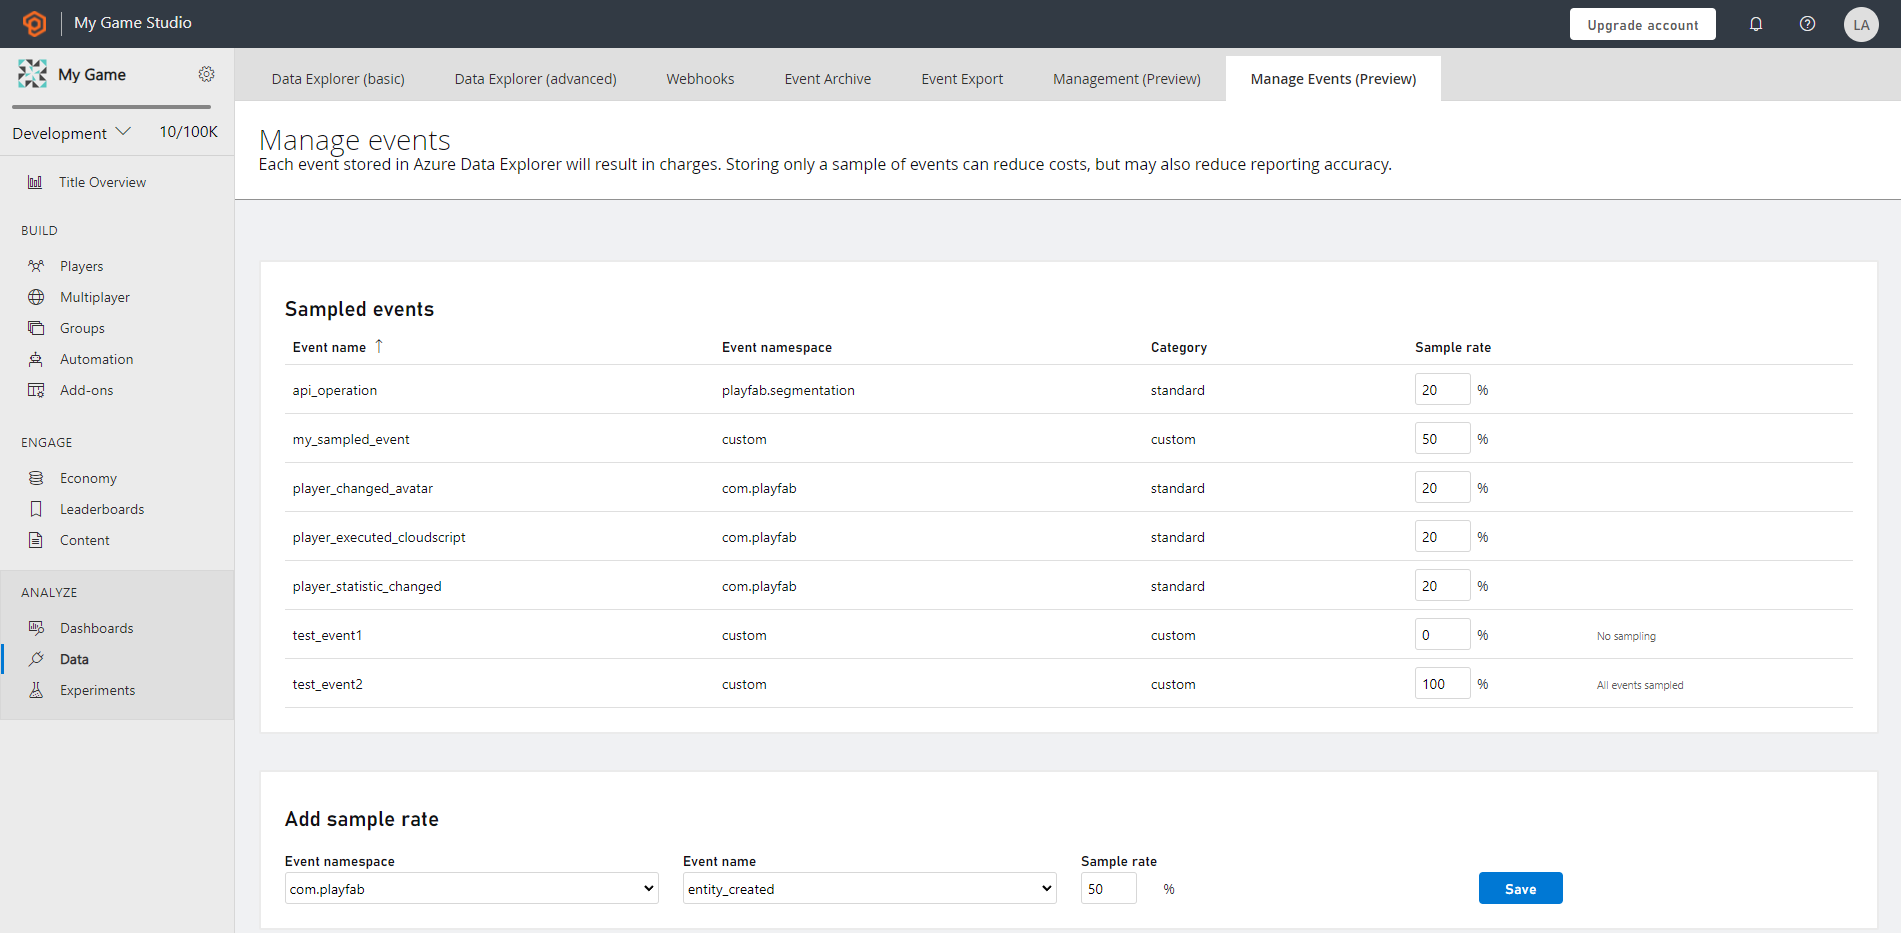 My Game Studio
Upgrade account
LA
My Game
Development 10/100K
Title Overview
BUILD
Players
Multiplayer
Groups
Automation
Add-ons
ENGAGE
Economy
Leaderboards
Content
ANALYZE
Dashboards
Data
Experiments
Data Explorer (basic) Data Explorer (advanced) Webhooks Event Archive Event Export Management (Preview) Manage Events (Preview)
Manage events
Each event stored in Azure Data Explorer will result in charges. Storing only a sample of events can reduce costs, but may also reduce reporting accuracy.
Sampled events
Event name ↑ Event namespace Category Sample rate
api_operation playfab.segmentation standard 20 %
my_sampled_event custom custom 50 %
player_changed_avatar com.playfab standard 20 %
player_executed_cloudscript com.playfab standard 20 %
player_statistic_changed com.playfab standard 20 %
test_event1 custom custom 0 % No sampling
test_event2 custom custom 100 % All events sampled
Add sample rate
Event namespace Event name Sample rate
com.playfab entity_created 50 % Save